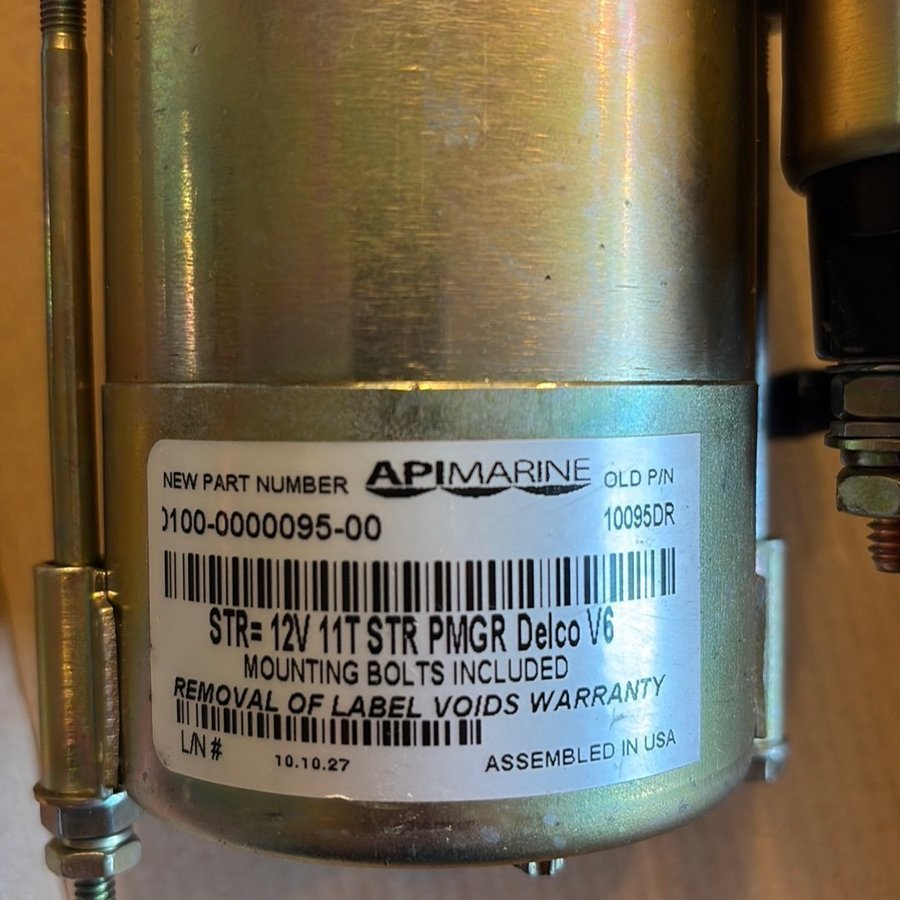 NEW PART NUMBER APIMARINE OLD P/N
0100-0000095-00 10095DR
STR= 12V 11T STR PMGR Delco V6
MOUNTING BOLTS INCLUDED
REMOVAL OF LABEL VOIDS WARRANTY
L/N # 10.10.27 ASSEMBLED IN USA